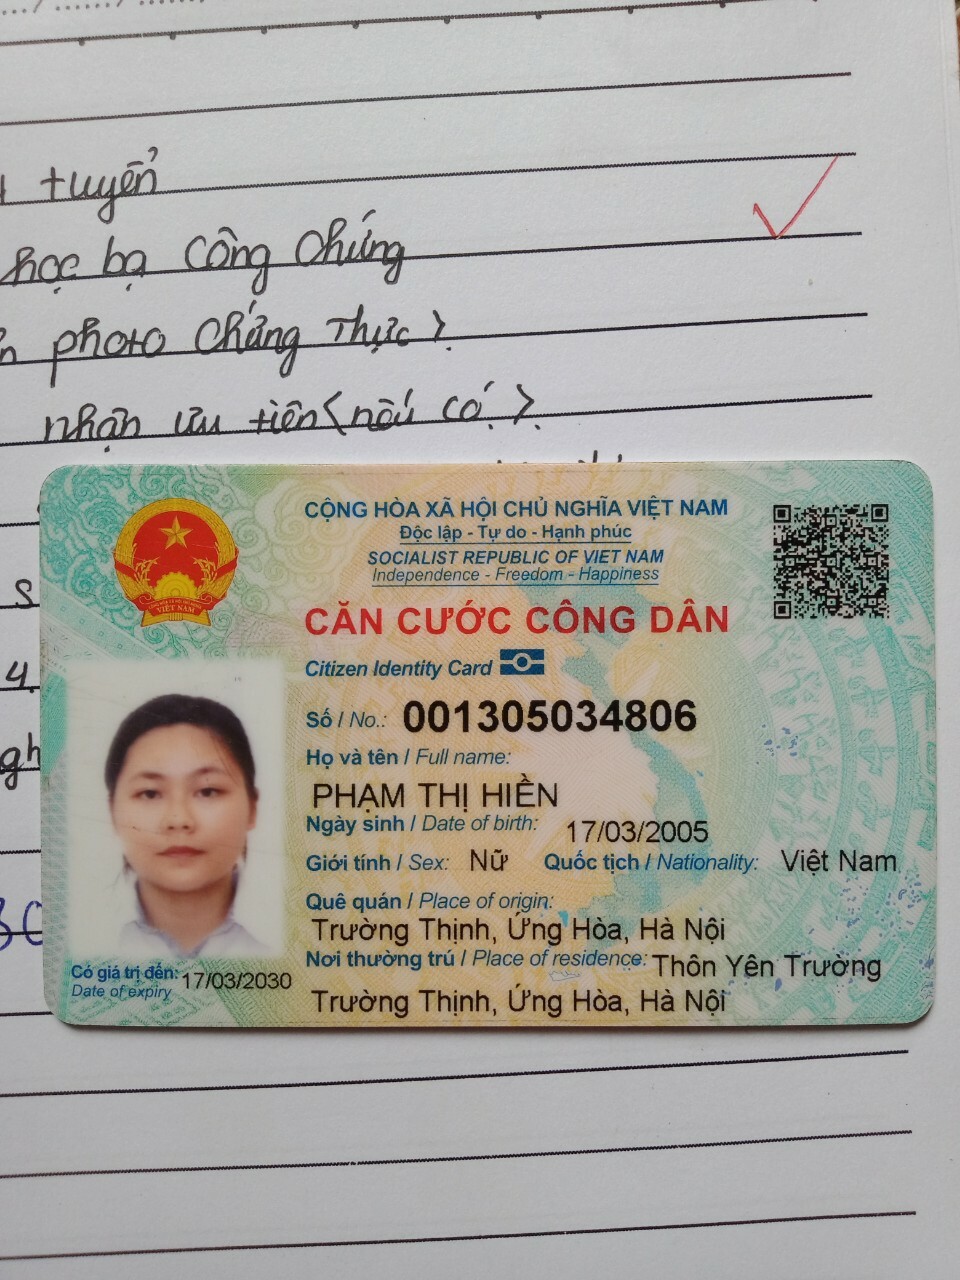 tuyển
học bạ công chứng
photo chứng thực)
nhận ưu tiên (nếu có)
CỘNG HÒA XÃ HỘI CHỦ NGHĨA VIỆT NAM
Độc lập - Tự do - Hạnh phúc
SOCIALIST REPUBLIC OF VIET NAM
Independence - Freedom - Happiness
VIỆT NAM
CĂN CƯỚC CÔNG DÂN
Citizen Identity Card
Số / No.: 001305034806
Họ và tên / Full name:
PHẠM THỊ HIỀN
Ngày sinh / Date of birth: 17/03/2005
Giới tính / Sex: Nữ Quốc tịch / Nationality: Việt Nam
Quê quán / Place of origin:
Trường Thịnh, Ứng Hòa, Hà Nội
Nơi thường trú / Place of residence: Thôn Yên Trường
Trường Thịnh, Ứng Hòa, Hà Nội
Có giá trị đến: 17/03/2030
Date of expiry
S
4.
gh